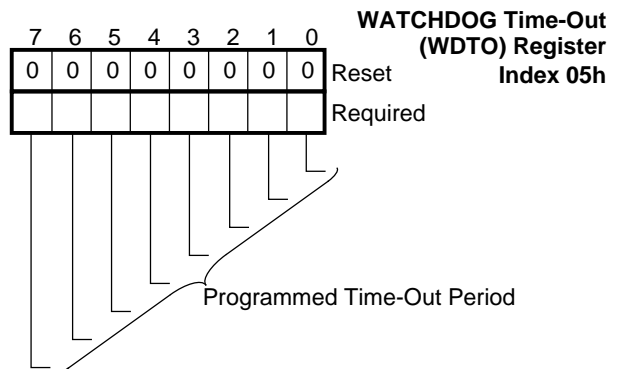 WATCHDOG Time-Out
(WDTO) Register
Index 05h
7 6 5 4 3 2 1 0
0 0 0 0 0 0 0 0 Reset
Required
Programmed Time-Out Period